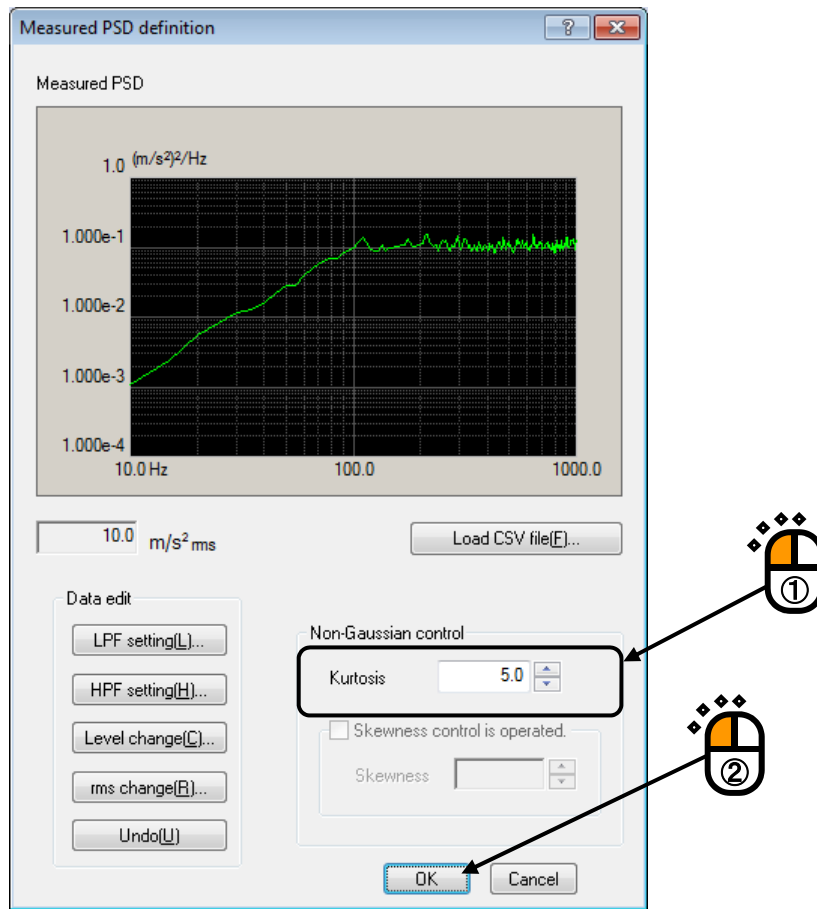 Measured PSD definition
Measured PSD
1.0 (m/s²)²/Hz
1.000e-1
1.000e-2
1.000e-3
1.000e-4
10.0 Hz 100.0 1000.0
10.0 m/s² rms
Load CSV file(F)...
Data edit
LPF setting(L)...
HPF setting(H)...
Level change(C)...
rms change(R)...
Undo(U)
Non-Gaussian control
Kurtosis 5.0
Skewness control is operated.
Skewness
OK Cancel
①
②